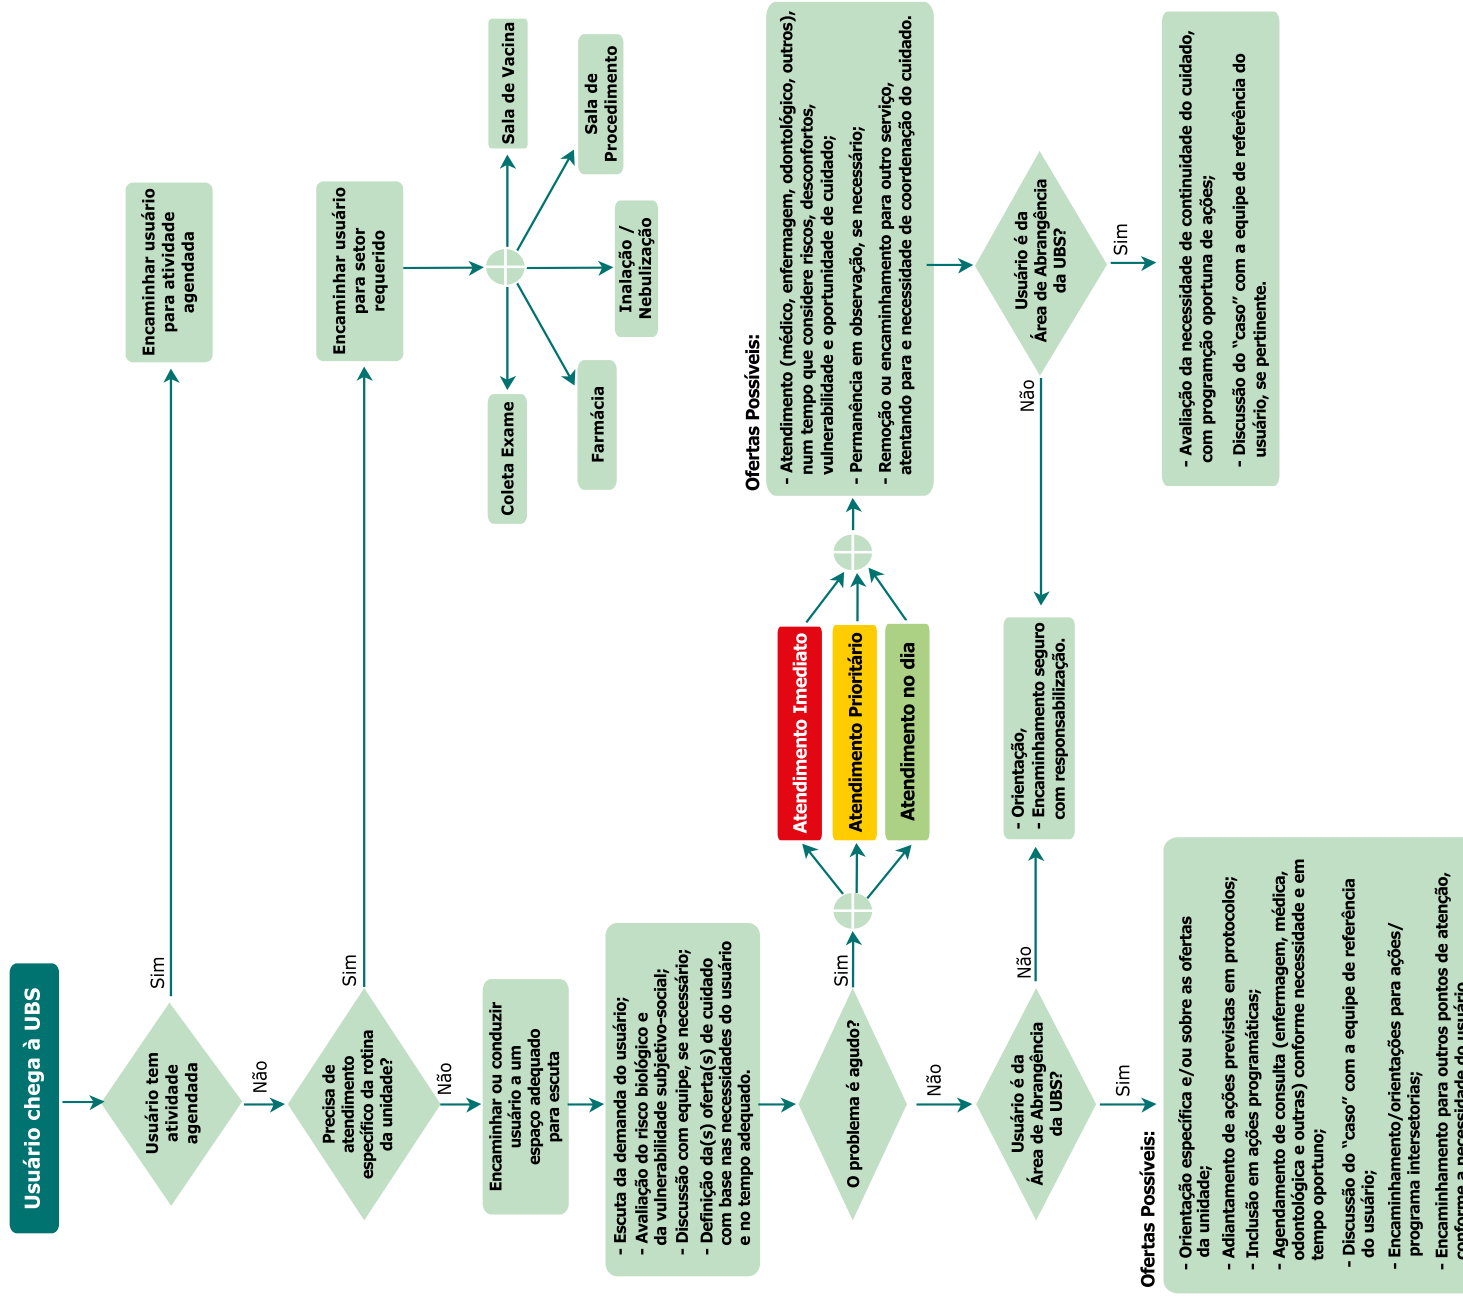 Usuário chega à UBS
Usuário tem
atividade
agendada
Sim
Encaminhar usuário
para atividade
agendada
Não
Precisa de
atendimento
específico da rotina
da unidade?
Sim
Encaminhar usuário
para setor
requerido
Coleta Exame
Farmácia
Inalação /
Nebulização
Sala de
Procedimento
Sala de Vacina
Não
Encaminhar ou conduzir
usuário a um
espaço adequado
para escuta
- Escuta da demanda do usuário;
- Avaliação do risco biológico e
da vulnerabilidade subjetivo-social;
- Discussão com equipe, se necessário;
- Definição da(s) oferta(s) de cuidado
com base nas necessidades do usuário
e no tempo adequado.
O problema é agudo?
Sim
Atendimento Imediato
Atendimento Prioritário
Atendimento no dia
Ofertas Possíveis:
- Atendimento (médico, enfermagem, odontológico, outros),
num tempo que considere riscos, desconfortos,
vulnerabilidade e oportunidade de cuidado;
- Permanência em observação, se necessário;
- Remoção ou encaminhamento para outro serviço,
atentando para e necessidade de coordenação do cuidado.
Usuário é da
Área de Abrangência
da UBS?
Não
Sim
- Avaliação da necessidade de continuidade do cuidado,
com programção oportuna de ações;
- Discussão do "caso" com a equipe de referência do
usuário, se pertinente.
Não
Usuário é da
Área de Abrangência
da UBS?
Não
- Orientação,
- Encaminhamento seguro
com responsabilização.
Sim
Ofertas Possíveis:
- Orientação específica e/ou sobre as ofertas
da unidade;
- Adiantamento de ações previstas em protocolos;
- Inclusão em ações programáticas;
- Agendamento de consulta (enfermagem, médica,
odontológica e outras) conforme necessidade e em
tempo oportuno;
- Discussão do "caso" com a equipe de referência
do usuário;
- Encaminhamento/orientações para ações/
programa intersetorias;
- Encaminhamento para outros pontos de atenção,
conforme a necessidade do usuário